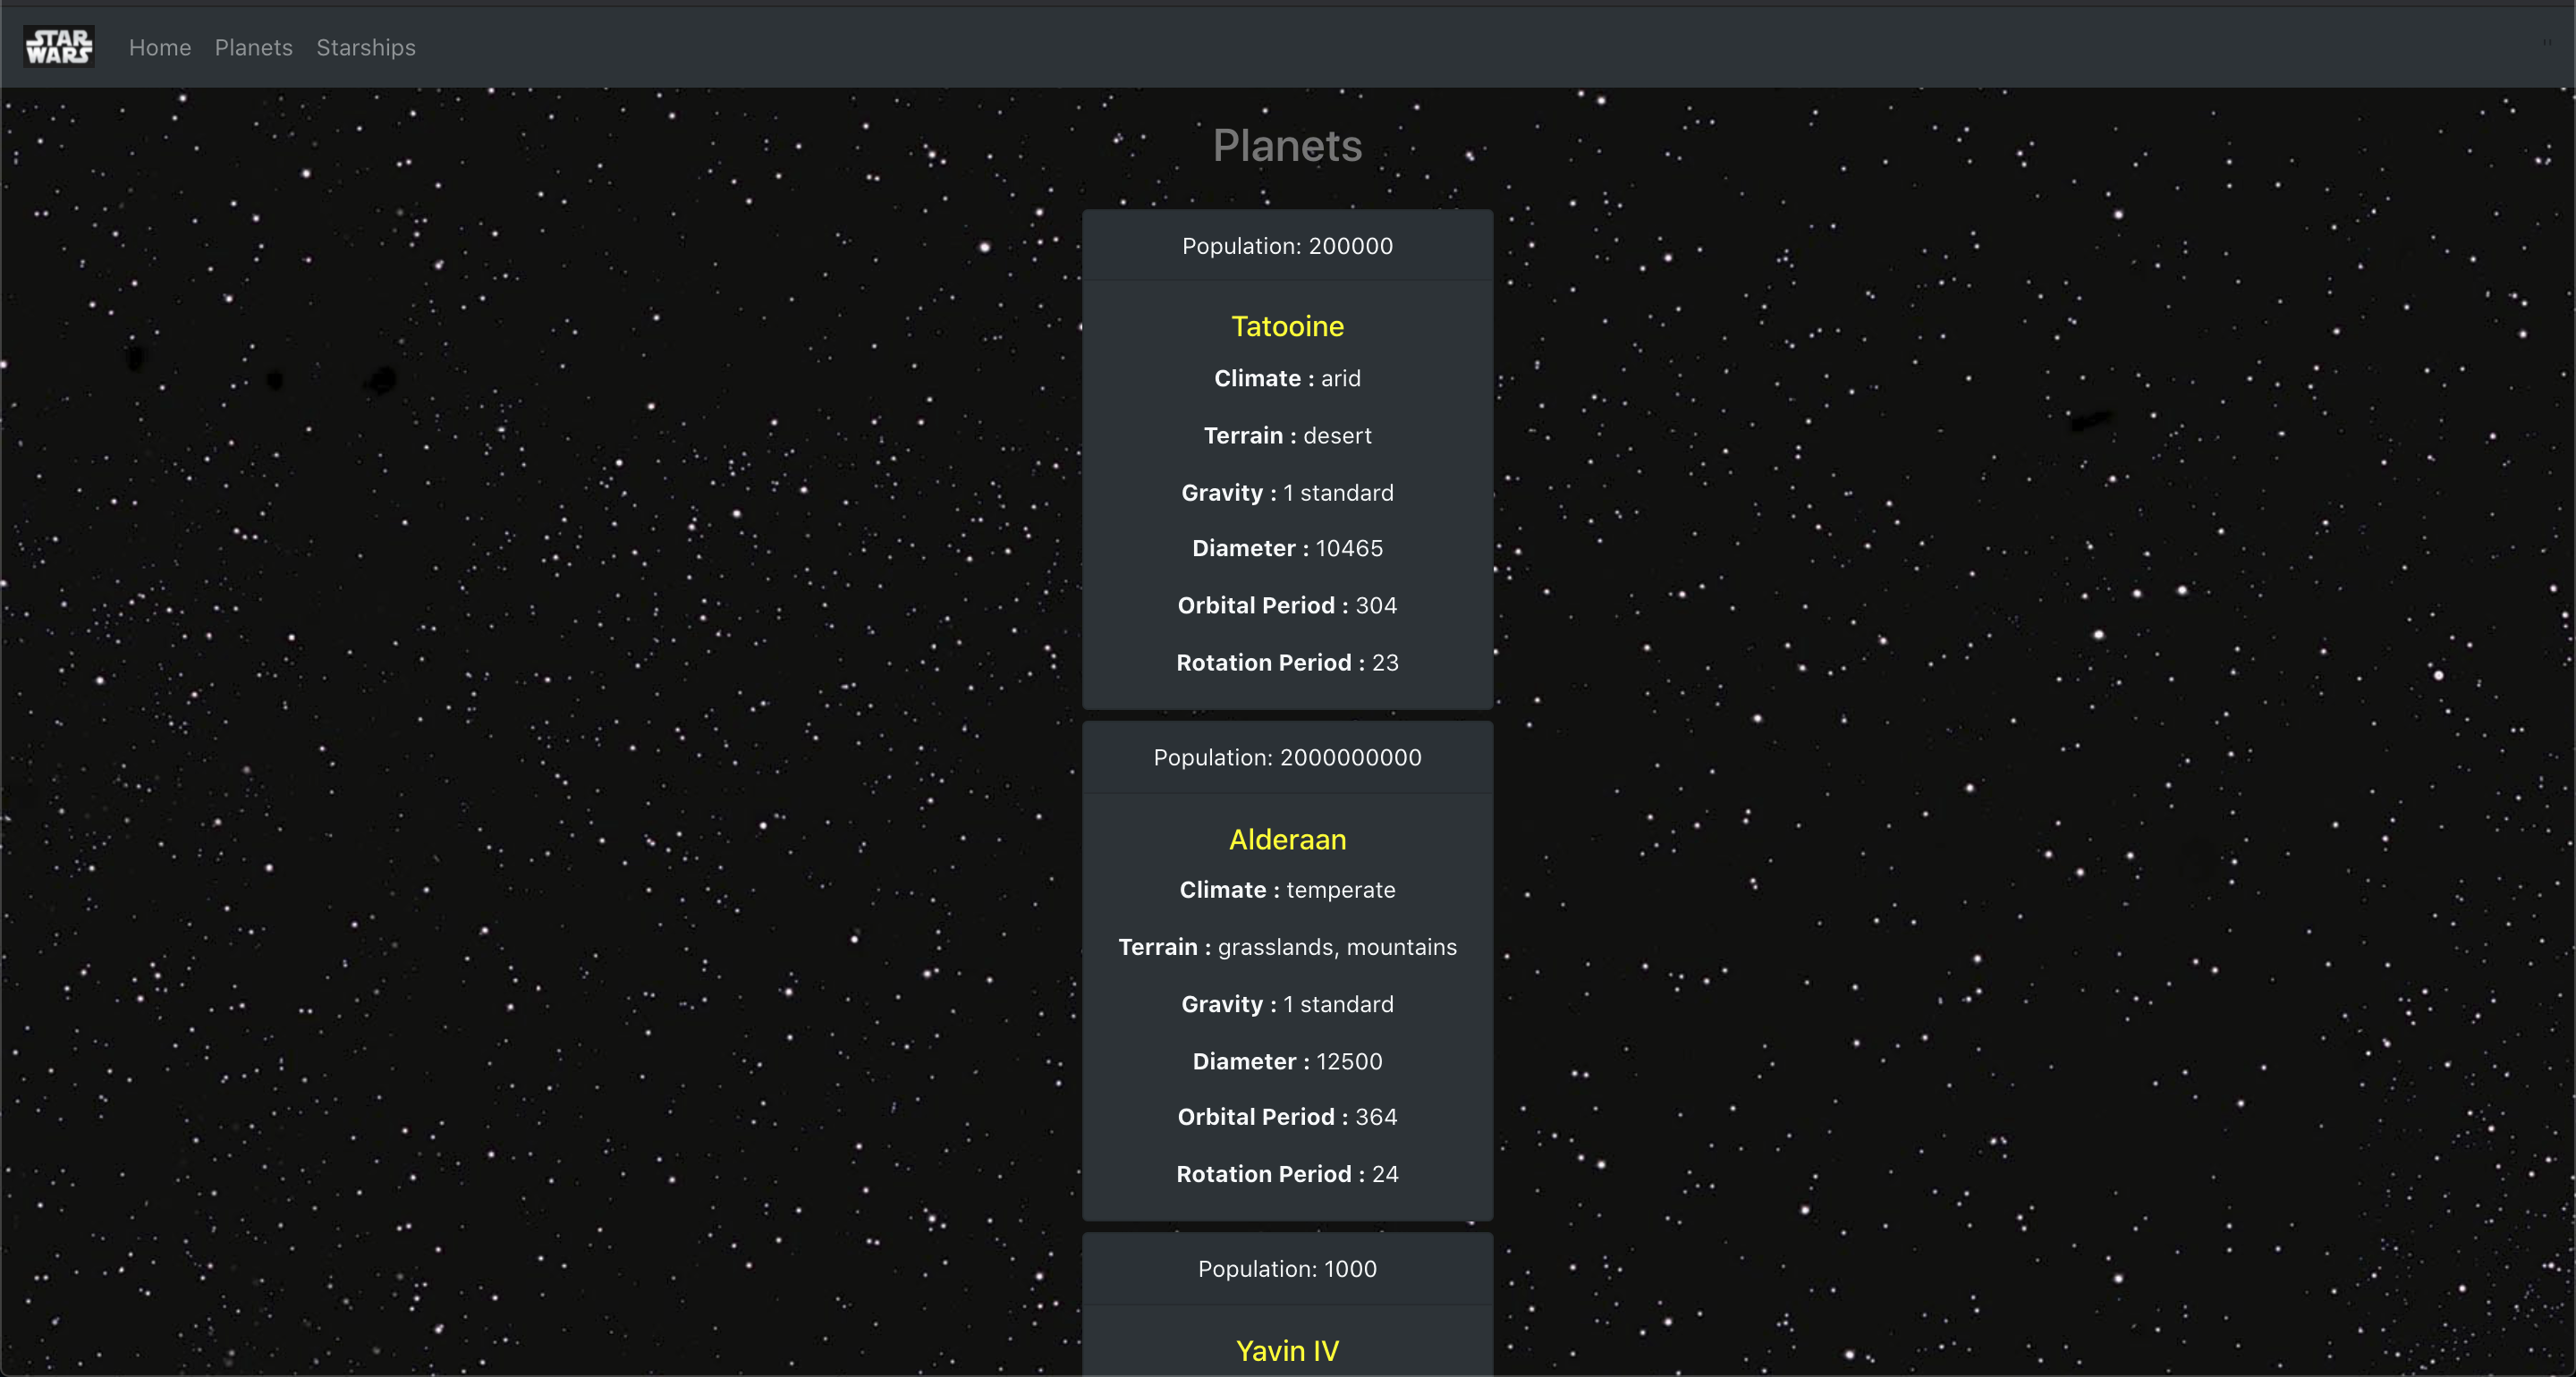 STAR
WARS
Home Planets Starships
"
Planets
Population: 200000
Tatooine
Climate : arid
Terrain : desert
Gravity : 1 standard
Diameter : 10465
Orbital Period : 304
Rotation Period : 23
Population: 2000000000
Alderaan
Climate : temperate
Terrain : grasslands, mountains
Gravity : 1 standard
Diameter : 12500
Orbital Period : 364
Rotation Period : 24
Population: 1000
Yavin IV